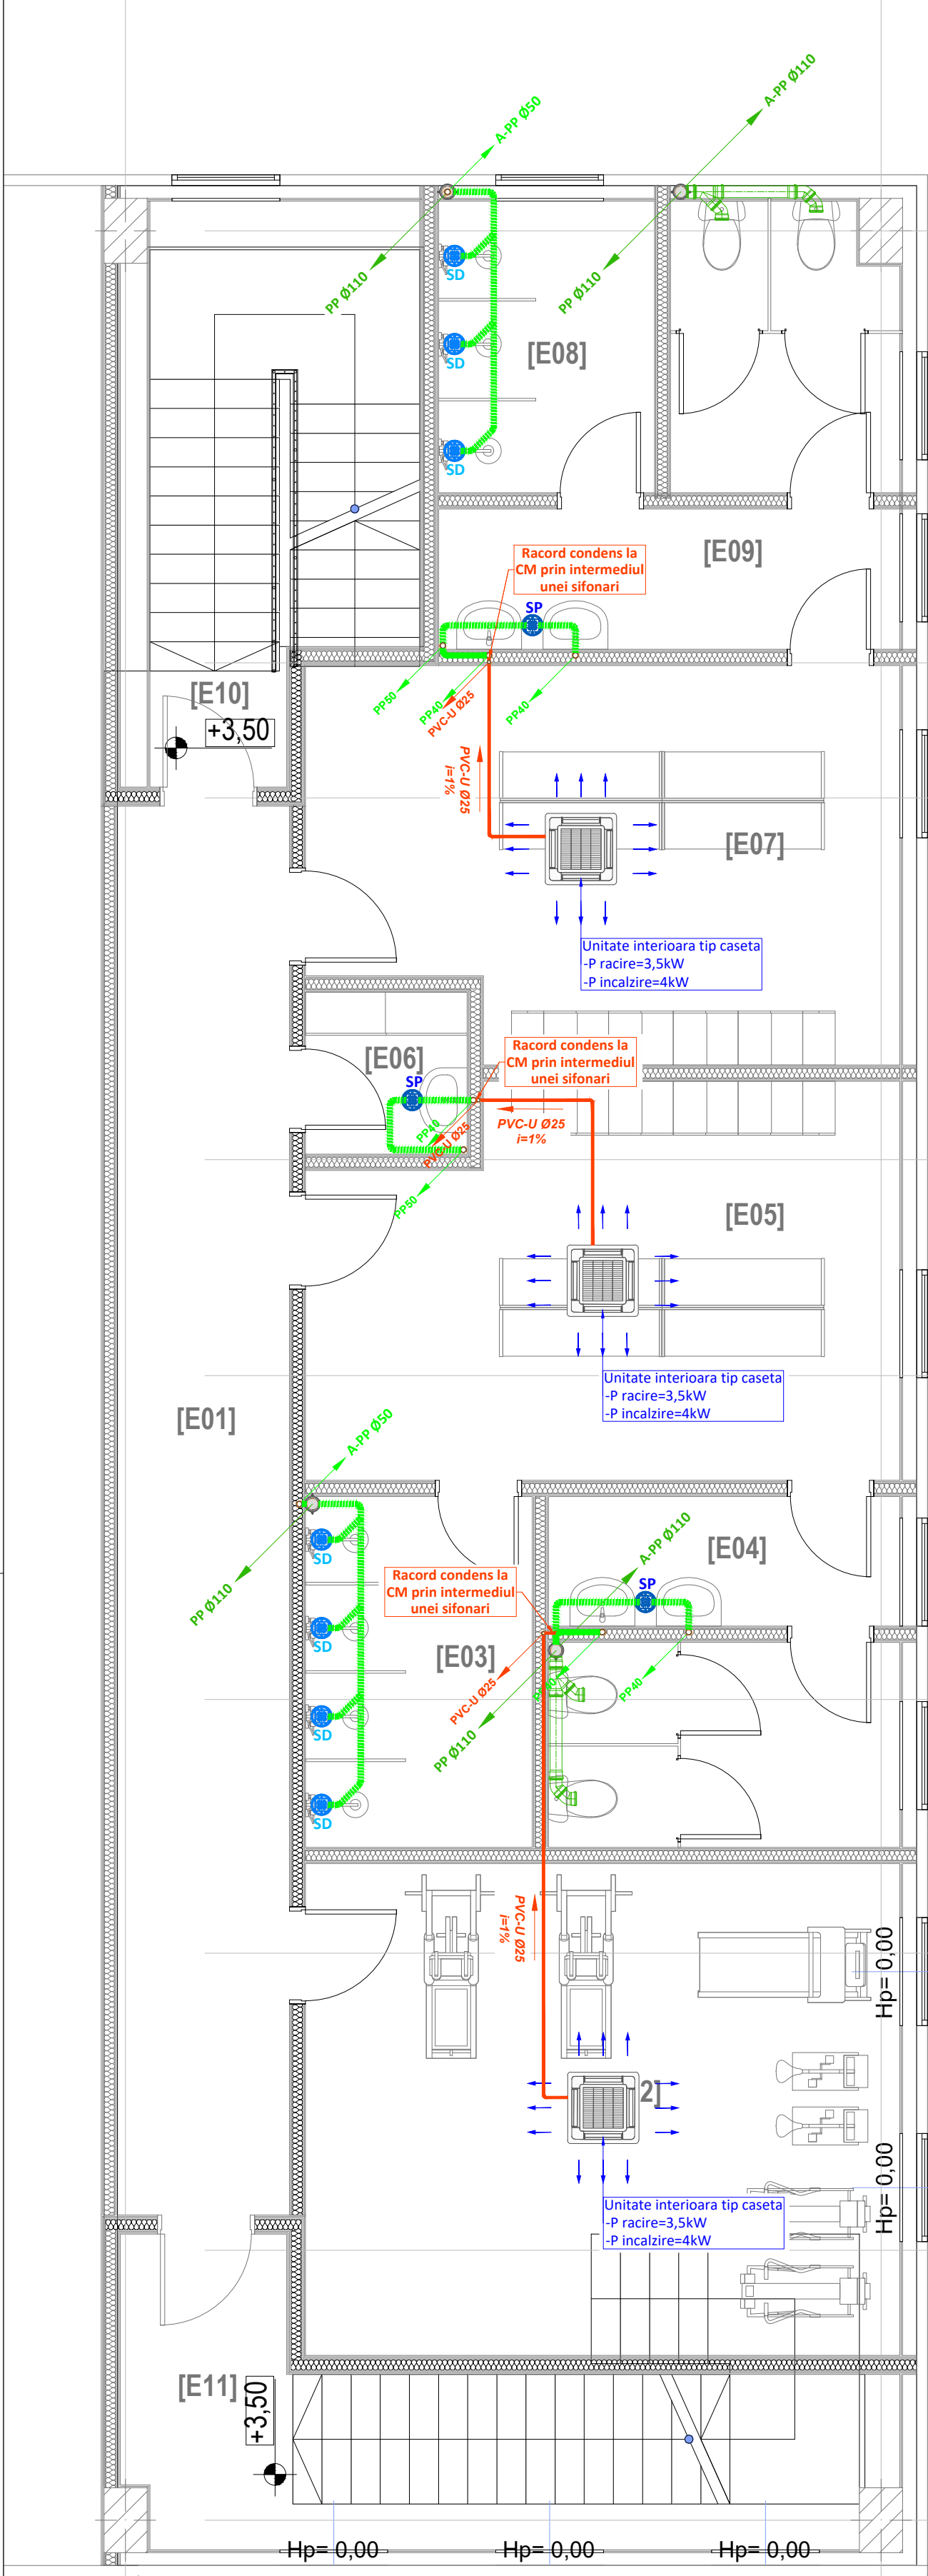 A-PP Ø110
A-PP Ø50
PP Ø110
PP Ø110
SD
SD
SD
[E08]
[E09]
Racord condens la
CM prin intermediul
unei sifonari
SP
PP50
PP40
PVC-U Ø25
PP40
[E10]
+3,50
PVC-U Ø25
i=1%
[E07]
Unitate interioara tip caseta
-P racire=3,5kW
-P incalzire=4kW
[E06]
Racord condens la
CM prin intermediul
unei sifonari
SP
PP40
PVC-U Ø25
PP50
PVC-U Ø25
i=1%
[E05]
Unitate interioara tip caseta
-P racire=3,5kW
-P incalzire=4kW
[E01]
A-PP Ø50
PP Ø110
SD
SD
SD
SD
A-PP Ø110
[E04]
Racord condens la
CM prin intermediul
unei sifonari
SP
[E03]
PVC-U Ø25
PP Ø110
PP40
PVC-U Ø25
i=1%
Hp= 0,00
2]
Hp= 0,00
Unitate interioara tip caseta
-P racire=3,5kW
-P incalzire=4kW
[E11]
+3,50
Hp= 0,00
Hp= 0,00
Hp= 0,00